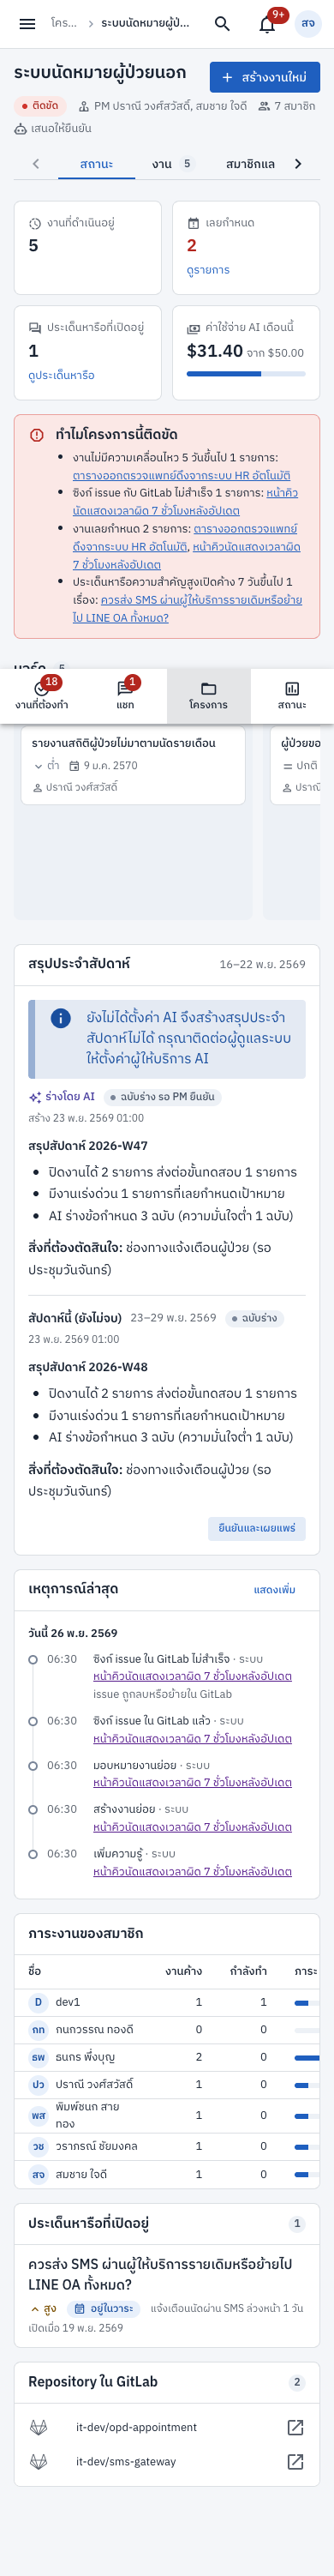 โคร... > ระบบนัดหมายผู้ป่... 9+ สจ
ระบบนัดหมายผู้ป่วยนอก
+ สร้างงานใหม่
ติดขัด PM ปราณี วงศ์สวัสดิ์, สมชาย ใจดี 7 สมาชิก
เสนอให้ยืนยัน
สถานะ งาน 5 สมาชิกแล
งานที่ดำเนินอยู่
5
เลยกำหนด
2
ดูรายการ
ประเด็นหารือที่เปิดอยู่
1
ดูประเด็นหารือ
ค่าใช้จ่าย AI เดือนนี้
$31.40 จาก $50.00
ทำไมโครงการนี้ติดขัด
งานไม่มีความเคลื่อนไหว 5 วันขึ้นไป 1 รายการ:
ตารางออกตรวจแพทย์ดึงจากระบบ HR อัตโนมัติ
ซิงก์ issue กับ GitLab ไม่สำเร็จ 1 รายการ: หน้าคิว
นัดแสดงเวลาผิด 7 ชั่วโมงหลังอัปเดต
งานเลยกำหนด 2 รายการ: ตารางออกตรวจแพทย์
ดึงจากระบบ HR อัตโนมัติ, หน้าคิวนัดแสดงเวลาผิด
7 ชั่วโมงหลังอัปเดต
ประเด็นหารือความสำคัญสูงเปิดค้าง 7 วันขึ้นไป 1
เรื่อง: ควรส่ง SMS ผ่านผู้ให้บริการรายเดิมหรือย้าย
ไป LINE OA ทั้งหมด?
18 1
งานที่ต้องทำ แชท โครงการ สถานะ
รายงานสถิติผู้ป่วยไม่มาตามนัดรายเดือน
ต่ำ 9 ม.ค. 2570
ปราณี วงศ์สวัสดิ์
ผู้ป่วยขอ
ปกติ
ปราณี
สรุปประจำสัปดาห์ 16–22 พ.ย. 2569
ยังไม่ได้ตั้งค่า AI จึงสร้างสรุปประจำ
สัปดาห์ไม่ได้ กรุณาติดต่อผู้ดูแลระบบ
ให้ตั้งค่าผู้ให้บริการ AI
ร่างโดย AI ฉบับร่าง รอ PM ยืนยัน
สร้าง 23 พ.ย. 2569 01:00
สรุปสัปดาห์ 2026-W47
ปิดงานได้ 2 รายการ ส่งต่อขั้นทดสอบ 1 รายการ
มีงานเร่งด่วน 1 รายการที่เลยกำหนดเป้าหมาย
AI ร่างข้อกำหนด 3 ฉบับ (ความมั่นใจต่ำ 1 ฉบับ)
สิ่งที่ต้องตัดสินใจ: ช่องทางแจ้งเตือนผู้ป่วย (รอ
ประชุมวันจันทร์)
สัปดาห์นี้ (ยังไม่จบ) 23–29 พ.ย. 2569 ฉบับร่าง
23 พ.ย. 2569 01:00
สรุปสัปดาห์ 2026-W48
ปิดงานได้ 2 รายการ ส่งต่อขั้นทดสอบ 1 รายการ
มีงานเร่งด่วน 1 รายการที่เลยกำหนดเป้าหมาย
AI ร่างข้อกำหนด 3 ฉบับ (ความมั่นใจต่ำ 1 ฉบับ)
สิ่งที่ต้องตัดสินใจ: ช่องทางแจ้งเตือนผู้ป่วย (รอ
ประชุมวันจันทร์)
ยืนยันและเผยแพร่
เหตุการณ์ล่าสุด แสดงเพิ่ม
วันนี้ 26 พ.ย. 2569
06:30 ซิงก์ issue ใน GitLab ไม่สำเร็จ · ระบบ
หน้าคิวนัดแสดงเวลาผิด 7 ชั่วโมงหลังอัปเดต
issue ถูกลบหรือย้ายใน GitLab
06:30 ซิงก์ issue ใน GitLab แล้ว · ระบบ
หน้าคิวนัดแสดงเวลาผิด 7 ชั่วโมงหลังอัปเดต
06:30 มอบหมายงานย่อย · ระบบ
หน้าคิวนัดแสดงเวลาผิด 7 ชั่วโมงหลังอัปเดต
06:30 สร้างงานย่อย · ระบบ
หน้าคิวนัดแสดงเวลาผิด 7 ชั่วโมงหลังอัปเดต
06:30 เพิ่มความรู้ · ระบบ
หน้าคิวนัดแสดงเวลาผิด 7 ชั่วโมงหลังอัปเดต
ภาระงานของสมาชิก
ชื่อ งานค้าง กำลังทำ ภาระ
D dev1 1 1
กท กนกวรรณ ทองดี 0 0
ธพ ธนกร พึ่งบุญ 2 0
ปว ปราณี วงศ์สวัสดิ์ 1 0
พส พิมพ์ชนก สาย
ทอง 1 0
วช วราภรณ์ ชัยมงคล 1 0
สจ สมชาย ใจดี 1 0
ประเด็นหารือที่เปิดอยู่ 1
ควรส่ง SMS ผ่านผู้ให้บริการรายเดิมหรือย้ายไป
LINE OA ทั้งหมด?
สูง อยู่ในวาระ แจ้งเตือนนัดผ่าน SMS ล่วงหน้า 1 วัน
เปิดเมื่อ 19 พ.ย. 2569
Repository ใน GitLab 2
it-dev/opd-appointment
it-dev/sms-gateway